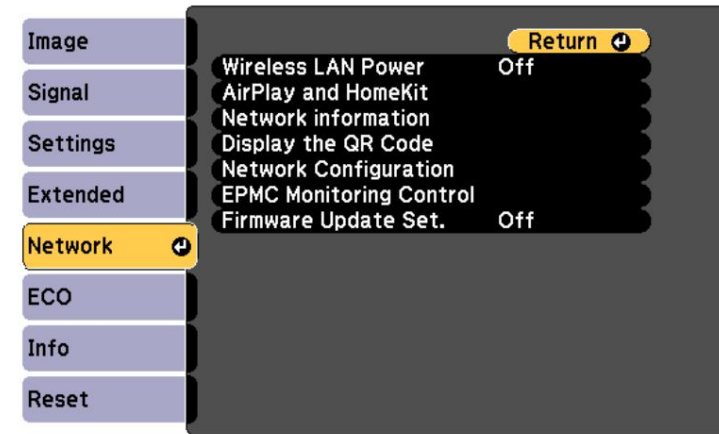 Image
Signal
Settings
Extended
Network
ECO
Info
Reset
Return
Wireless LAN Power Off
AirPlay and HomeKit
Network information
Display the QR Code
Network Configuration
EPMC Monitoring Control
Firmware Update Set. Off